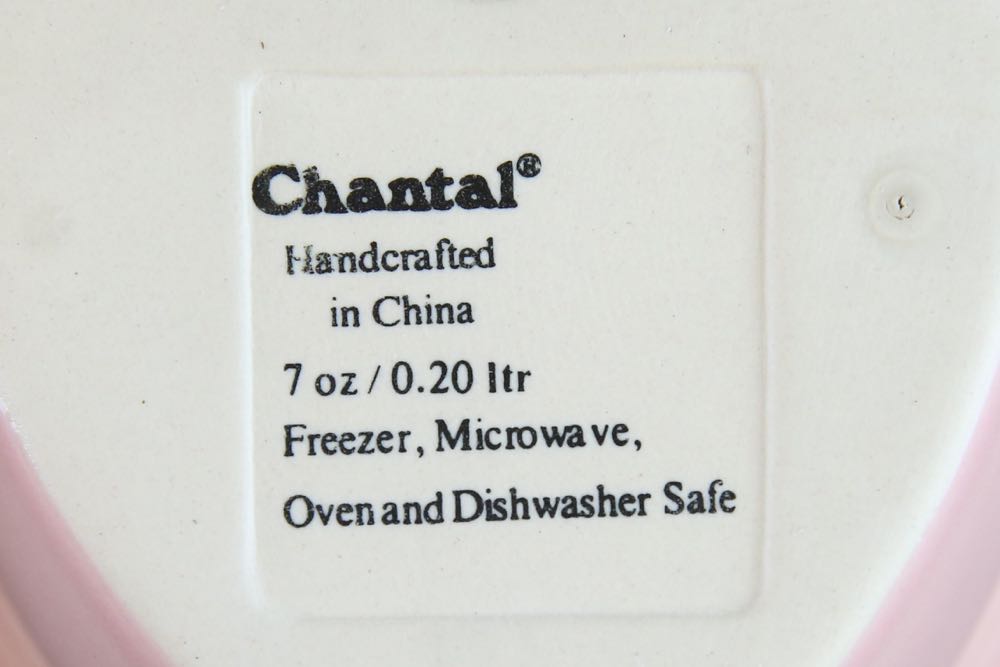 Chantal®
Handcrafted
in China
7 oz / 0.20 ltr
Freezer, Microwave,
Oven and Dishwasher Safe